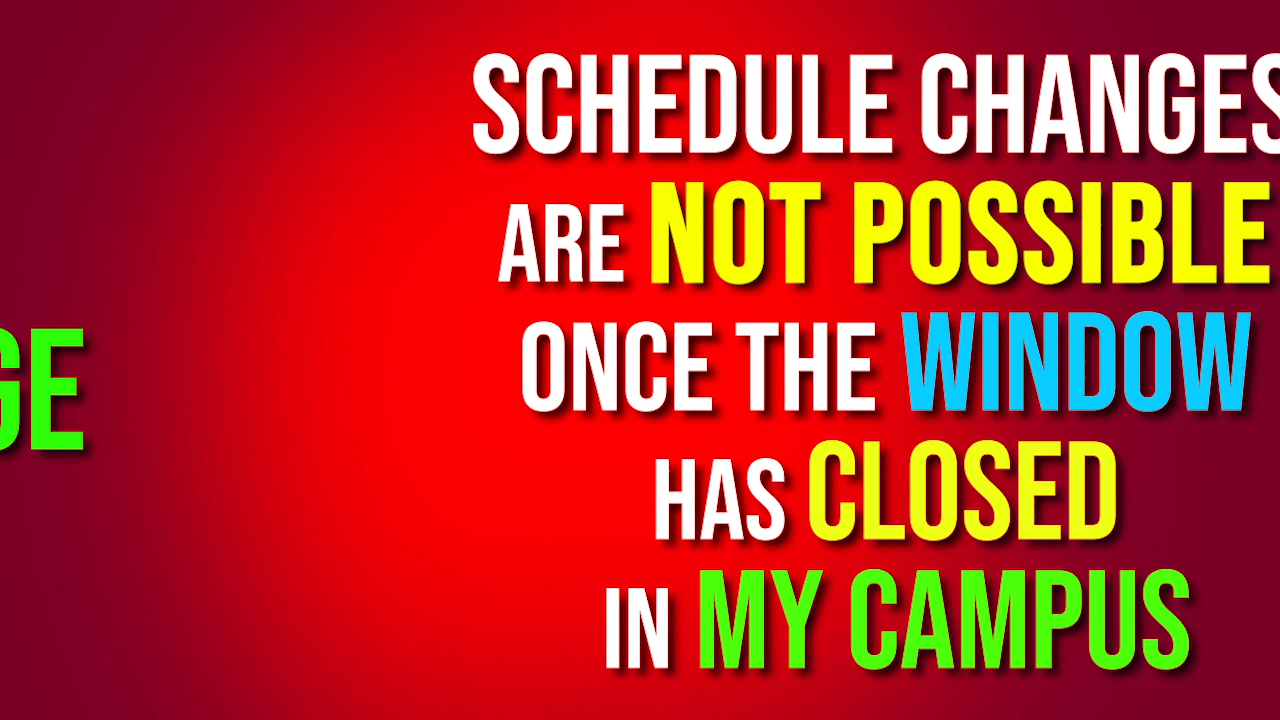 SCHEDULE CHANGES
ARE NOT POSSIBLE
ONCE THE WINDOW
HAS CLOSED
IN MY CAMPUS